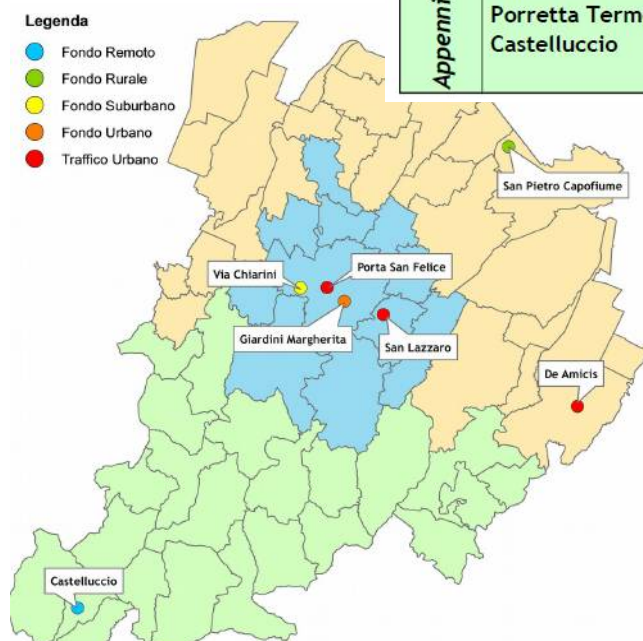 Legenda
Fondo Remoto
Fondo Rurale
Fondo Suburbano
Fondo Urbano
Traffico Urbano
Porretta Term
Castelluccio
San Pietro Capofiume
Via Chiarini
Porta San Felice
Giardini Margherita
San Lazzaro
De Amicis
Castelluccio